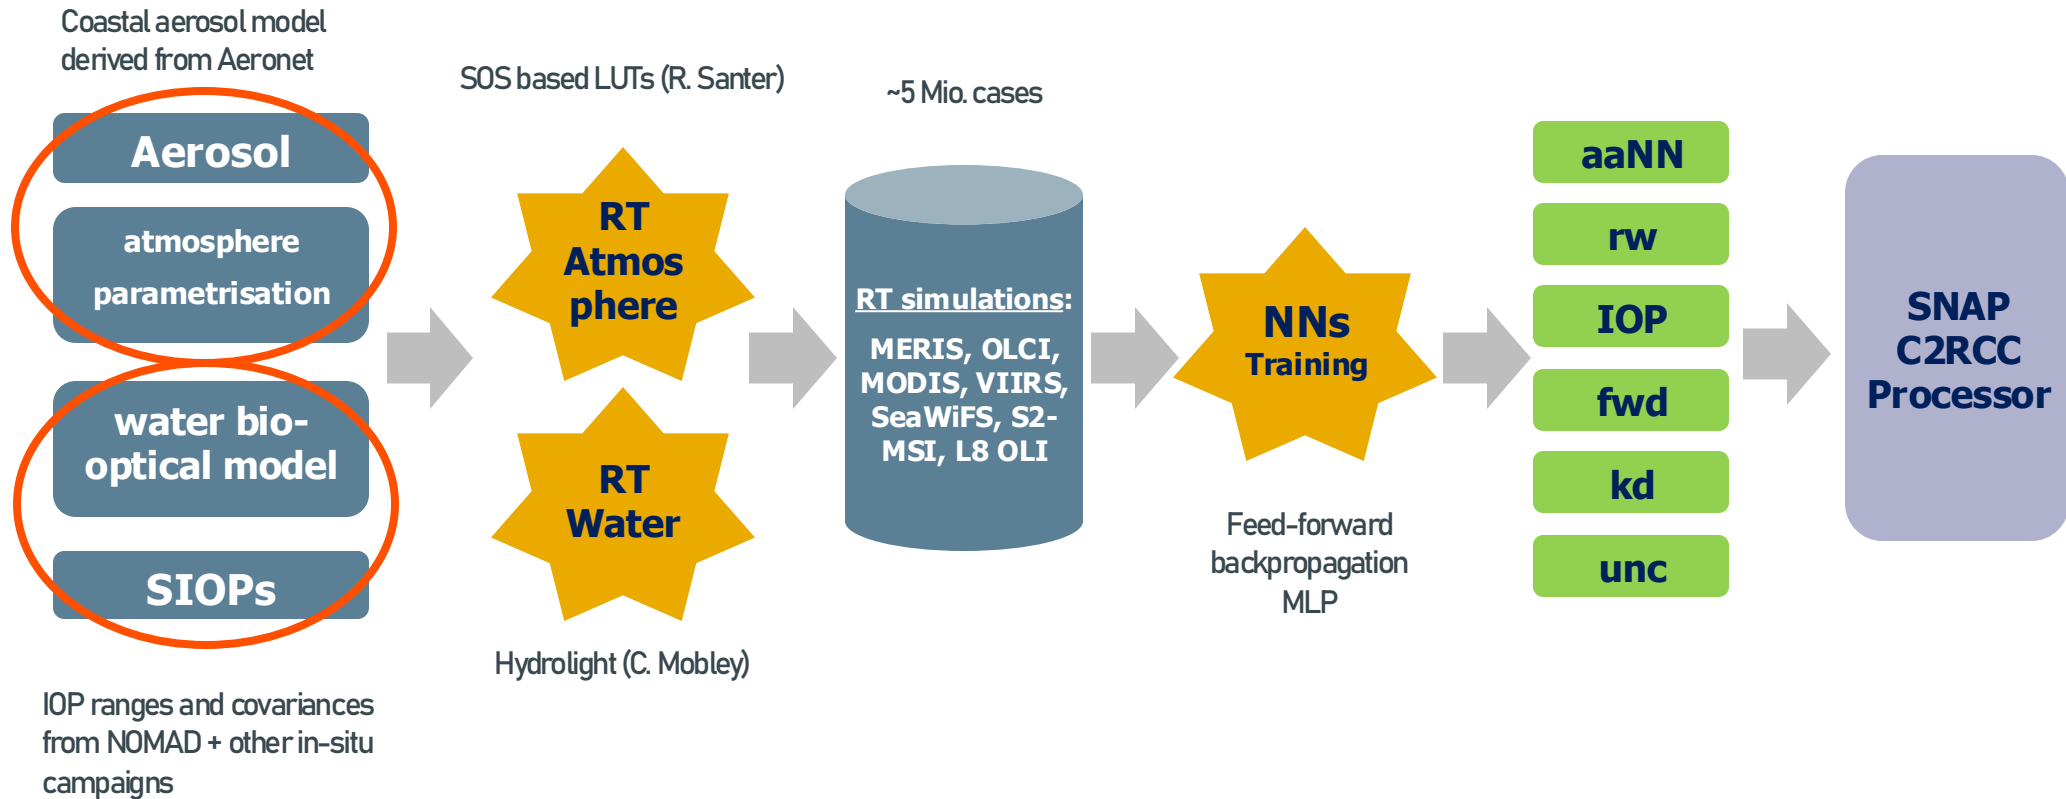 Coastal aerosol model
derived from Aeronet
Aerosol
atmosphere
parametrisation
water bio-
optical model
SIOPs
IOP ranges and covariances
from NOMAD + other in-situ
campaigns
SOS based LUTs (R. Santer)
RT
Atmos
phere
RT
Water
Hydrolight (C. Mobley)
~5 Mio. cases
RT simulations:
MERIS, OLCI,
MODIS, VIIRS,
SeaWiFS, S2-
MSI, L8 OLI
NNs
Training
Feed-forward
backpropagation
MLP
aaNN
rw
IOP
fwd
kd
unc
SNAP
C2RCC
Processor